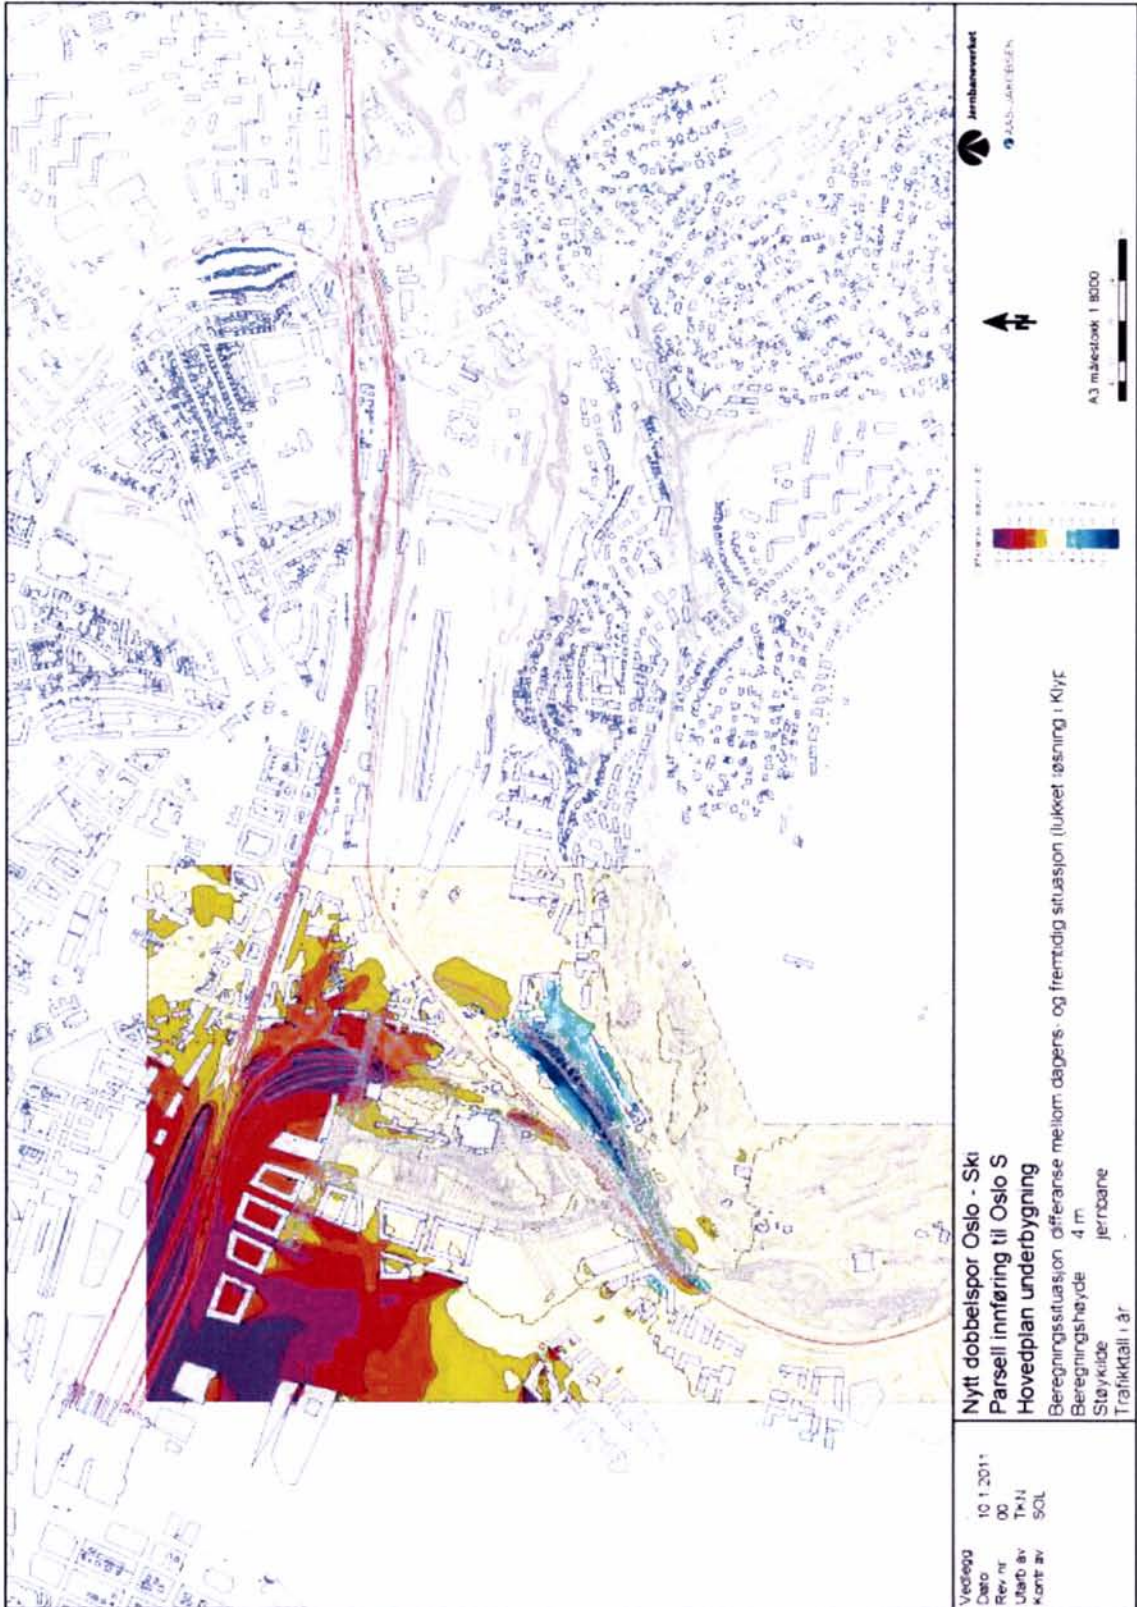 Vedlegg
Dato 10.1.2011
Rev nr 00
Utarb av TKN
Kontr av SOL
Nytt dobbelspor Oslo - Ski
Parsell innføring til Oslo S
Hovedplan underbygning
Beregningssituasjon differanse mellom dagens- og fremtidig situasjon (lukket løsning i Klyp
Beregningshøyde 4 m
Støykilde jernbane
Trafikktall i år -
A3 målestokk 1 8000
N
Jernbaneverket
AAS-JAKOBSEN